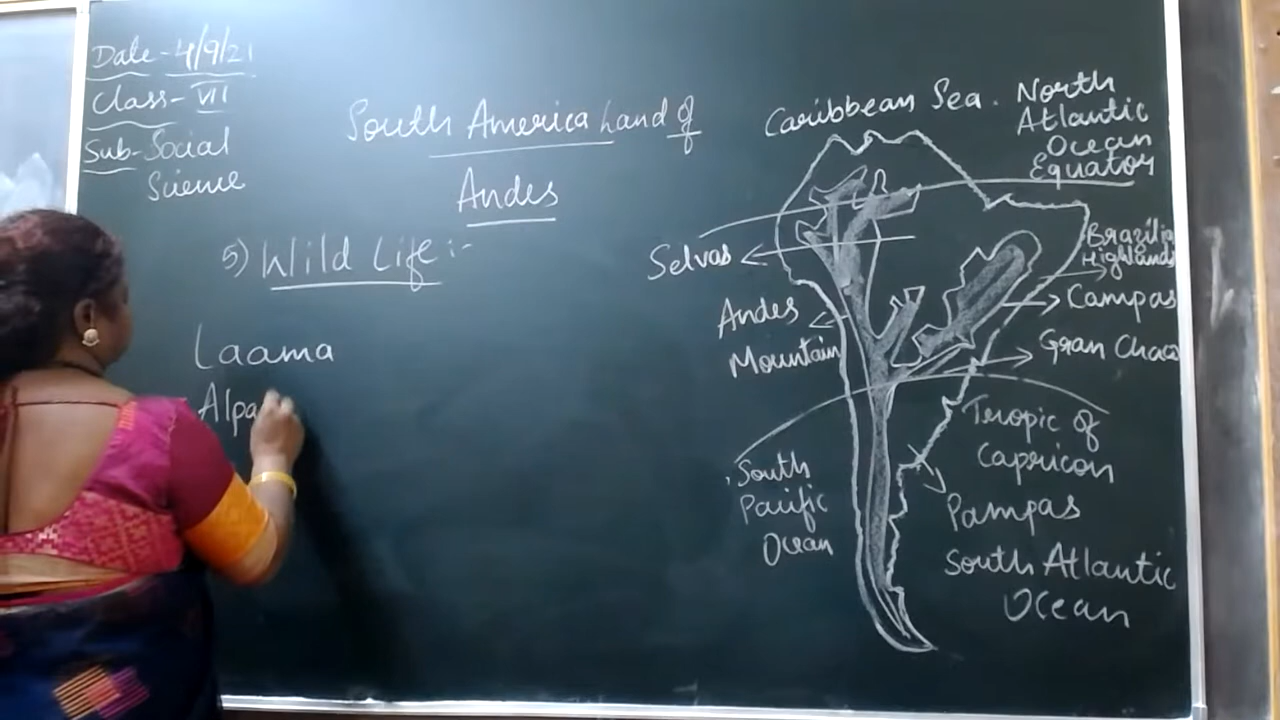 Date-4/9/21
Class-VII
Sub-Social
Science
South America Land of
Andes
5) Wild Life :-
Laama
Alpa
Caribbean Sea.
North
Atlantic
Ocean
Equator
Selvas
Brazilia
Highlands
Andes
Mountain
Campas
Gran Chaco
Teropic of
Capricon
South
Pacific
Ocean
Pampas
South Atlantic
Ocean